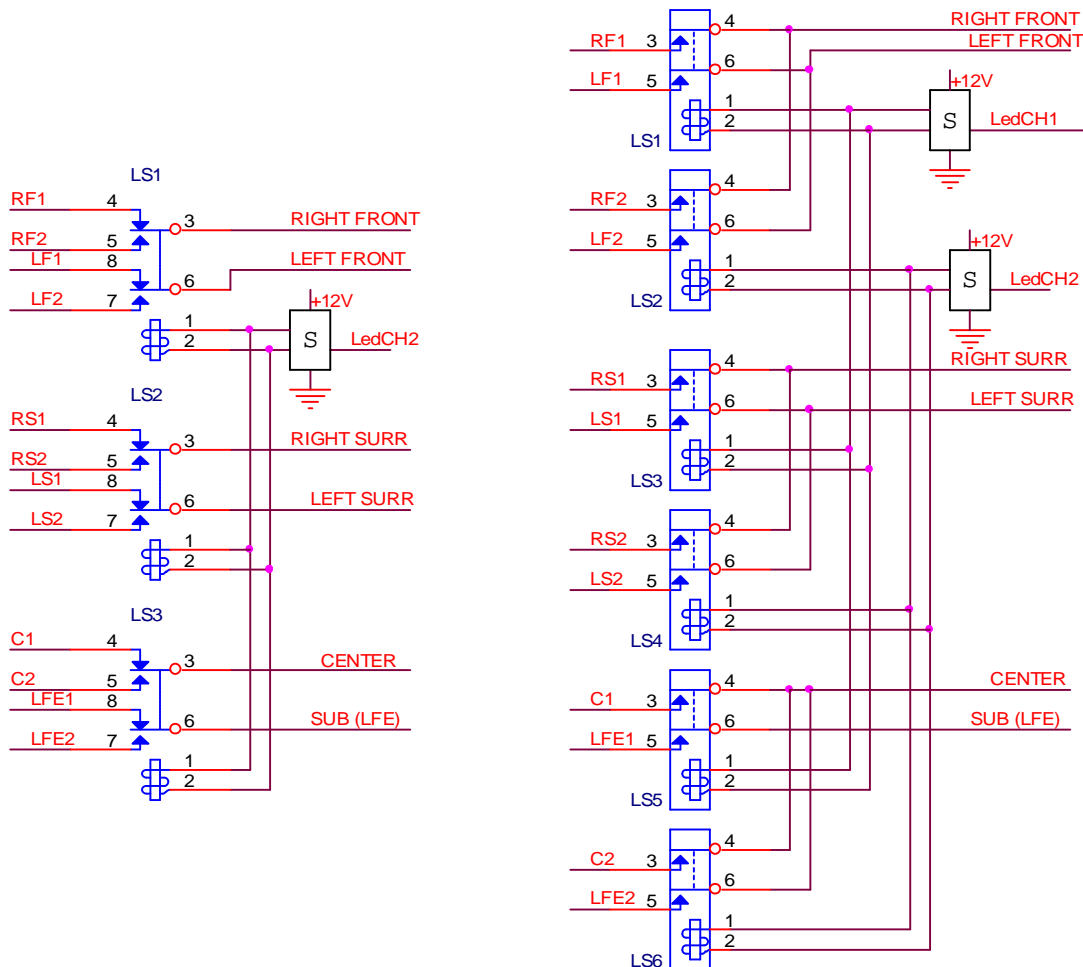 LS1
RF1 4
3 RIGHT FRONT
RF2 5
LF1 8
6 LEFT FRONT
LF2 7
+12V
1
2
S
LedCH2
LS2
RS1 4
3 RIGHT SURR
RS2 5
LS1 8
6 LEFT SURR
LS2 7
1
2
LS3
C1 4
3 CENTER
C2 5
LFE1 8
6 SUB (LFE)
LFE2 7
1
2
4 RIGHT FRONT
RF1 3
LEFT FRONT
6
LF1 5
+12V
1
2
S
LedCH1
LS1
4
RF2 3
6
LF2 5
+12V
1
2
S
LedCH2
LS2
4 RIGHT SURR
RS1 3
6 LEFT SURR
LS1 5
1
2
LS3
4
RS2 3
6
LS2 5
1
2
LS4
4 CENTER
C1 3
6 SUB (LFE)
LFE1 5
1
2
LS5
4
C2 3
6
LFE2 5
1
2
LS6